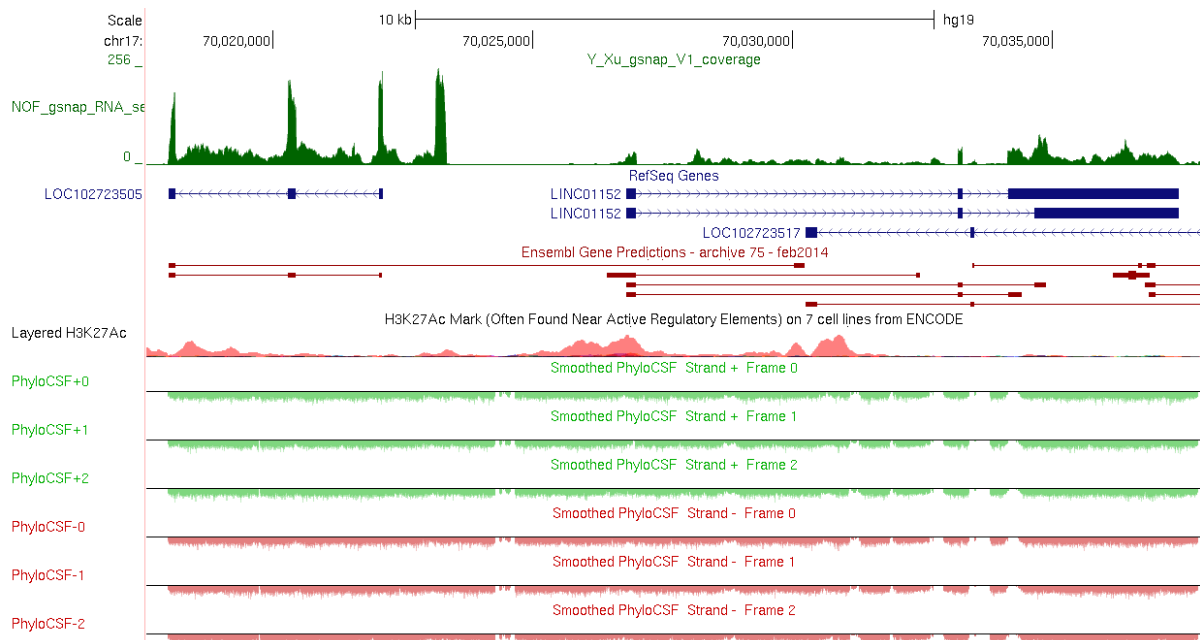 Scale 10 kb hg19
chr17: 70,020,000 70,025,000 70,030,000 70,035,000
256 _ Y_Xu_gsnap_V1_coverage
NOF_gsnap_RNA_se
0 _
RefSeq Genes
LOC102723505 LINC01152
LINC01152
LOC102723517
Ensembl Gene Predictions - archive 75 - feb2014
H3K27Ac Mark (Often Found Near Active Regulatory Elements) on 7 cell lines from ENCODE
Layered H3K27Ac
Smoothed PhyloCSF Strand + Frame 0
PhyloCSF+0
Smoothed PhyloCSF Strand + Frame 1
PhyloCSF+1
Smoothed PhyloCSF Strand + Frame 2
PhyloCSF+2
Smoothed PhyloCSF Strand - Frame 0
PhyloCSF-0
Smoothed PhyloCSF Strand - Frame 1
PhyloCSF-1
Smoothed PhyloCSF Strand - Frame 2
PhyloCSF-2